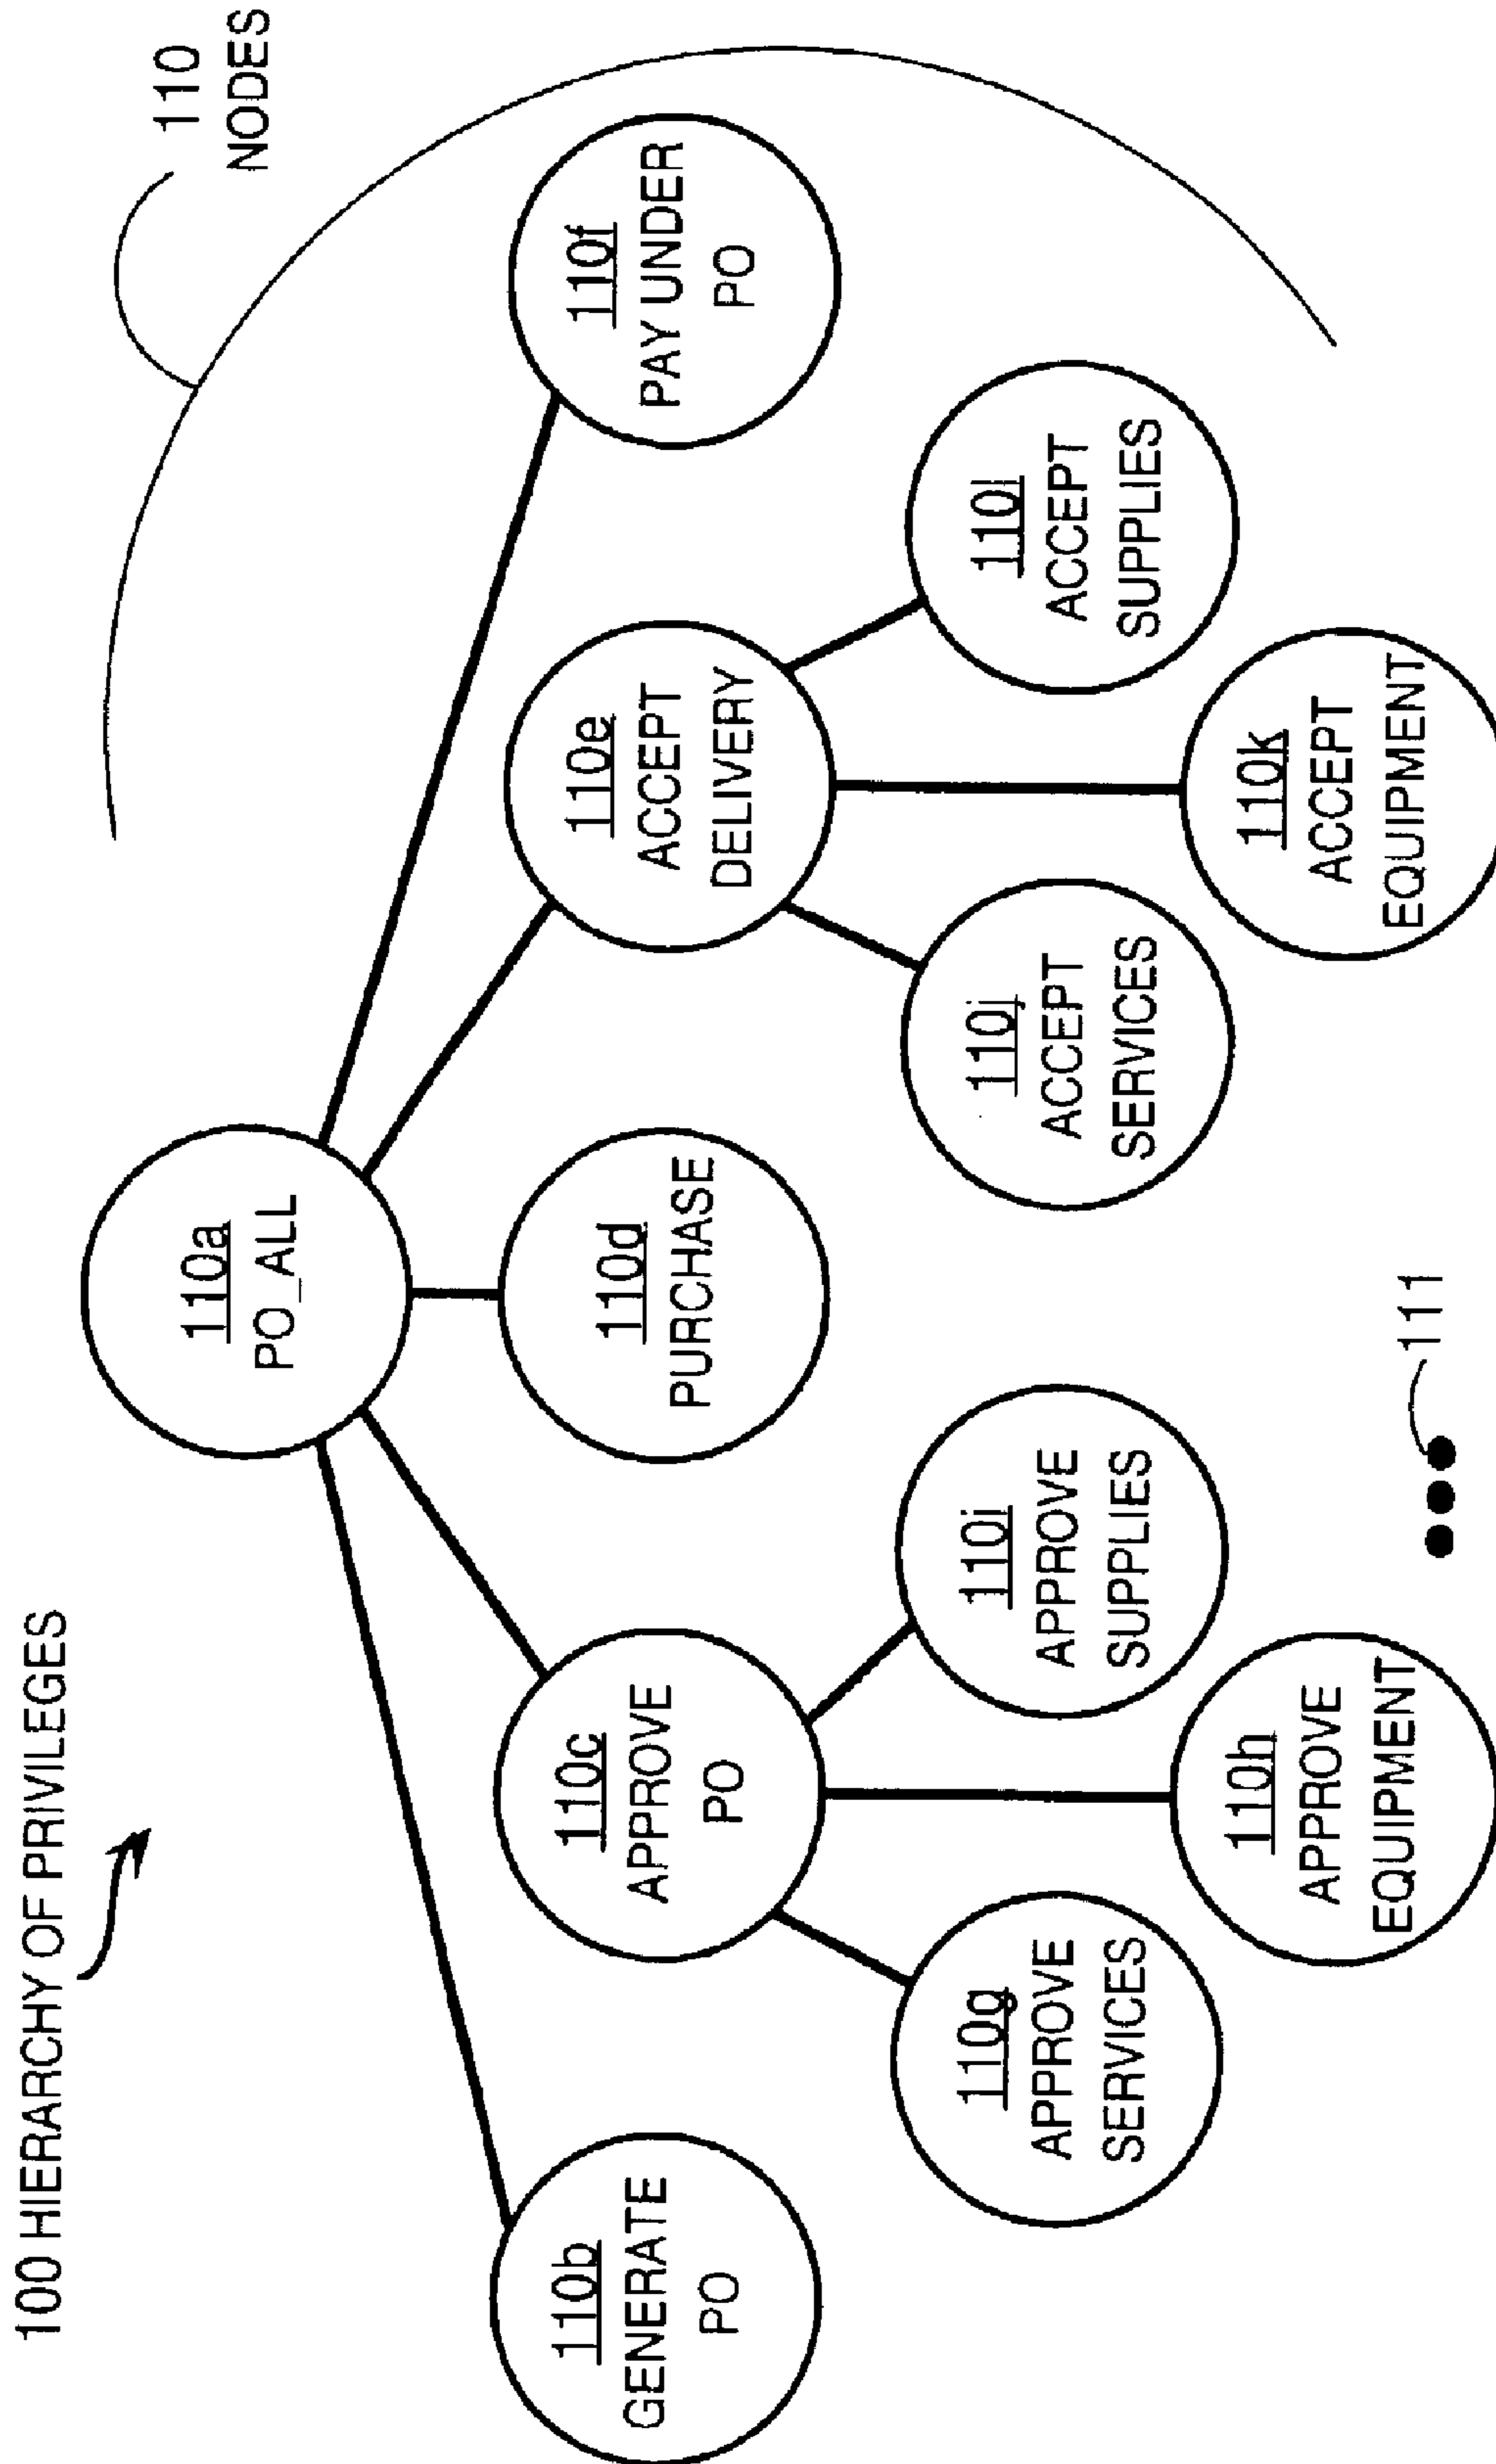 100 HIERARCHY OF PRIVILEGES
110
NODES
110a
PO_ALL
110b
GENERATE
PO
110c
APPROVE
PO
110d
PURCHASE
110e
ACCEPT
DELIVERY
110f
PAY UNDER
PO
110g
APPROVE
SERVICES
110h
APPROVE
EQUIPMENT
110i
APPROVE
SUPPLIES
110j
ACCEPT
SERVICES
110k
ACCEPT
EQUIPMENT
110l
ACCEPT
SUPPLIES
111